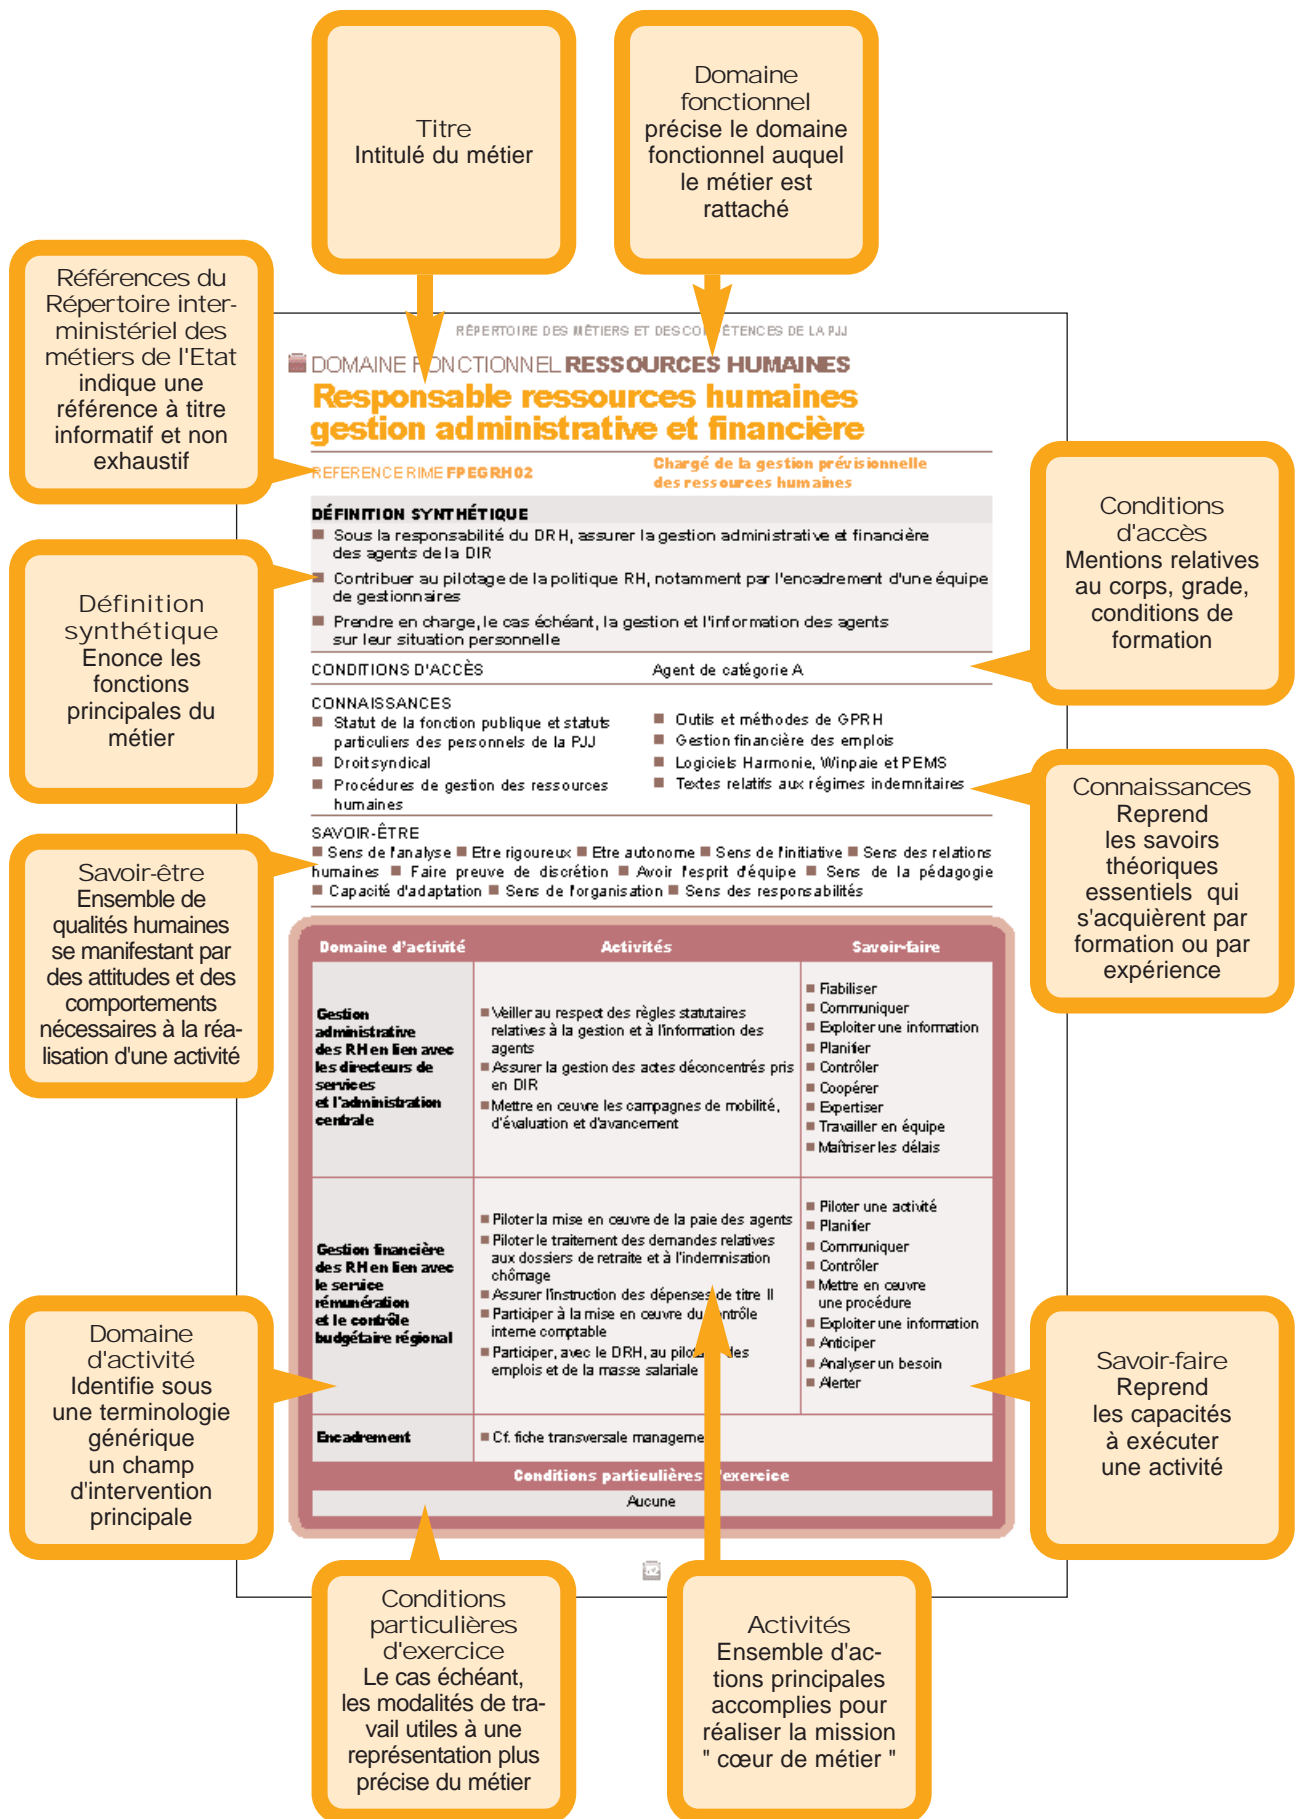 Titre
Intitulé du métier
Domaine
fonctionnel
précise le domaine
fonctionnel auquel
le métier est
rattaché
Références du
Répertoire inter-
ministériel des
métiers de l'Etat
indique une
référence à titre
informatif et non
exhaustif
Définition
synthétique
Enonce les
fonctions
principales du
métier
Savoir-être
Ensemble de
qualités humaines
se manifestant par
des attitudes et des
comportements
nécessaires à la réa-
lisation d'une activité
Domaine
d'activité
Identifie sous
une terminologie
générique
un champ
d'intervention
principale
RÉPERTOIRE DES MÉTIERS ET DES COMPÉTENCES DE LA PJJ
DOMAINE FONCTIONNEL RESSOURCES HUMAINES
Responsable ressources humaines
gestion administrative et financière
REFERENCE RIME FPEGRH02
Chargé de la gestion prévisionnelle
des ressources humaines
DÉFINITION SYNTHÉTIQUE
■ Sous la responsabilité du DRH, assurer la gestion administrative et financière
des agents de la DIR
■ Contribuer au pilotage de la politique RH, notamment par l'encadrement d'une équipe
de gestionnaires
■ Prendre en charge, le cas échéant, la gestion et l'information des agents
sur leur situation personnelle
CONDITIONS D'ACCÈS
Agent de catégorie A
CONNAISSANCES
■ Statut de la fonction publique et statuts
particuliers des personnels de la PJJ
■ Droit syndical
■ Procédures de gestion des ressources
humaines
■ Outils et méthodes de GPRH
■ Gestion financière des emplois
■ Logiciels Harmonie, Winpaie et PEMS
■ Textes relatifs aux régimes indemnitaires
SAVOIR-ÊTRE
■ Sens de l'analyse ■ Etre rigoureux ■ Etre autonome ■ Sens de l'initiative ■ Sens des relations
humaines ■ Faire preuve de discrétion ■ Avoir l'esprit d'équipe ■ Sens de la pédagogie
■ Capacité d'adaptation ■ Sens de l'organisation ■ Sens des responsabilités
Domaine d'activité
Activités
Savoir-faire
Gestion
administrative
des RH en lien avec
les directeurs de
services
et l'administration
centrale
■ Veiller au respect des règles statutaires
relatives à la gestion et à l'information des
agents
■ Assurer la gestion des actes déconcentrés pris
en DIR
■ Mettre en œuvre les campagnes de mobilité,
d'évaluation et d'avancement
■ Fiabiliser
■ Communiquer
■ Exploiter une information
■ Planifier
■ Contrôler
■ Coopérer
■ Expertiser
■ Travailler en équipe
■ Maîtriser les délais
Gestion financière
des RH en lien avec
le service
rémunération
et le contrôle
budgétaire régional
■ Piloter la mise en œuvre de la paie des agents
■ Piloter le traitement des demandes relatives
aux dossiers de retraite et à l'indemnisation
chômage
■ Assurer l'instruction des dépenses de titre II
■ Participer à la mise en œuvre du contrôle
interne comptable
■ Participer, avec le DRH, au pilotage des
emplois et de la masse salariale
■ Piloter une activité
■ Planifier
■ Communiquer
■ Contrôler
■ Mettre en œuvre
une procédure
■ Exploiter une information
■ Anticiper
■ Analyser un besoin
■ Alerter
Encadrement
■ Cf. fiche transversale management
Conditions particulières d'exercice
Aucune
Conditions
d'accès
Mentions relatives
au corps, grade,
conditions de
formation
Connaissances
Reprend
les savoirs
théoriques
essentiels qui
s'acquièrent par
formation ou par
expérience
Savoir-faire
Reprend
les capacités
à exécuter
une activité
Conditions
particulières
d'exercice
Le cas échéant,
les modalités de tra-
vail utiles à une
représentation plus
précise du métier
Activités
Ensemble d'ac-
tions principales
accomplies pour
réaliser la mission
" cœur de métier "